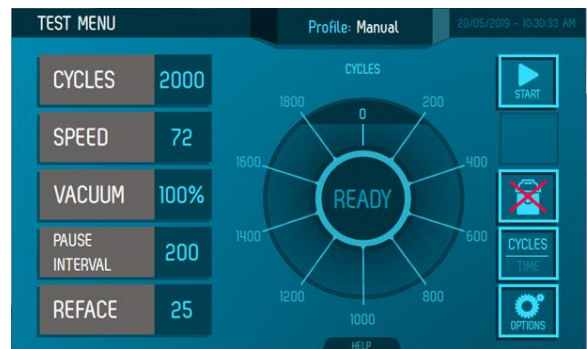 TEST MENU
Profile: Manual
20/05/2019 - 10:30:33 AM
CYCLES 2000
SPEED 72
VACUUM 100%
PAUSE INTERVAL 200
REFACE 25
CYCLES
0
200
400
600
800
1000
1200
1400
1600
1800
READY
START
CYCLES
TIME
OPTIONS
HELP